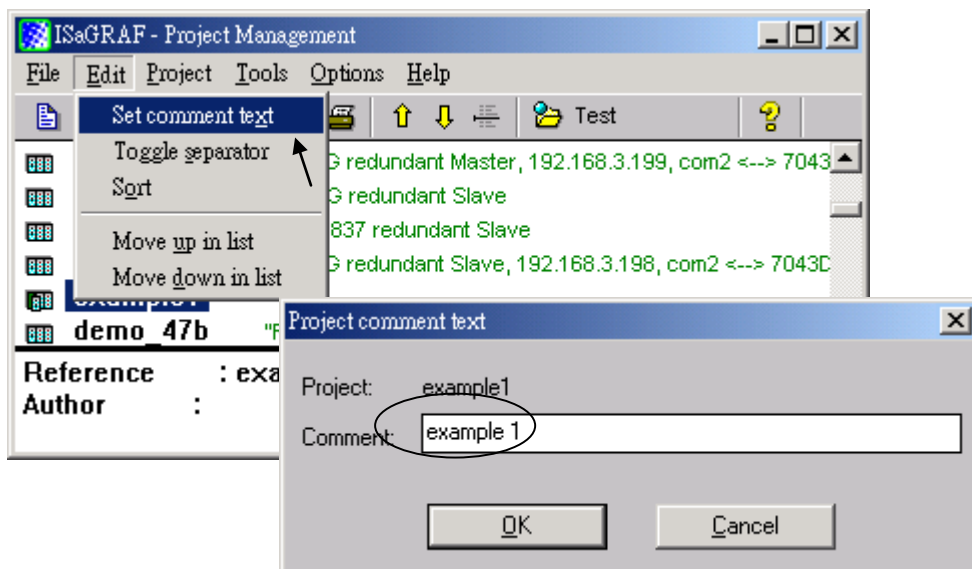 ISaGRAF - Project Management
File Edit Project Tools Options Help
Set comment text
Test
Toggle separator
Sort
Move up in list
Move down in list
G redundant Master, 192.168.3.199, com2 <--> 7043
G redundant Slave
837 redundant Slave
G redundant Slave, 192.168.3.198, com2 <--> 7043D
example1
demo_47b "F
Reference : exa
Author :
Project comment text
Project: example1
Comment: example 1
OK Cancel